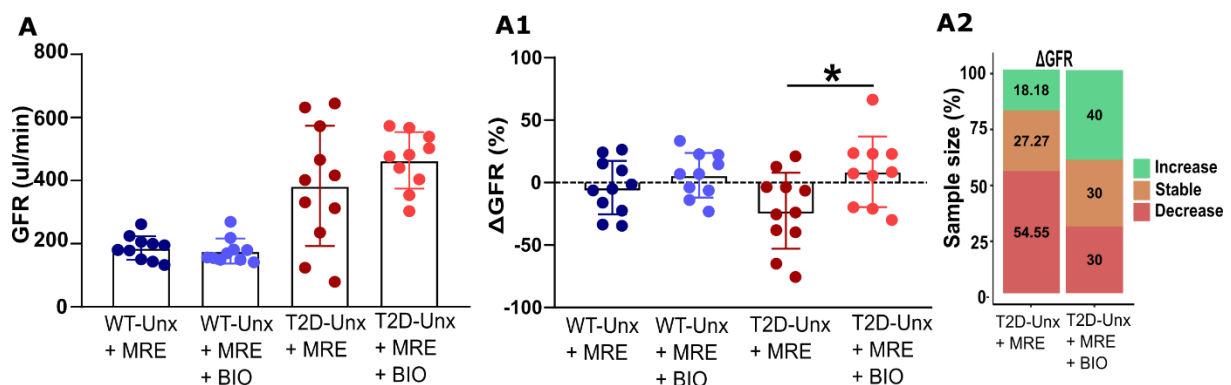 A
GFR (ul/min)
800
600
400
200
0
WT-Unx
+ MRE
WT-Unx
+ MRE
+ BIO
T2D-Unx
+ MRE
T2D-Unx
+ MRE
+ BIO
A1
ΔGFR (%)
100
50
0
-50
-100
*
WT-Unx
+ MRE
WT-Unx
+ MRE
+ BIO
T2D-Unx
+ MRE
T2D-Unx
+ MRE
+ BIO
A2
ΔGFR
Sample size (%)
100
75
50
25
0
18.18
27.27
54.55
40
30
30
T2D-Unx
+ MRE
T2D-Unx
+ MRE
+ BIO
Increase
Stable
Decrease